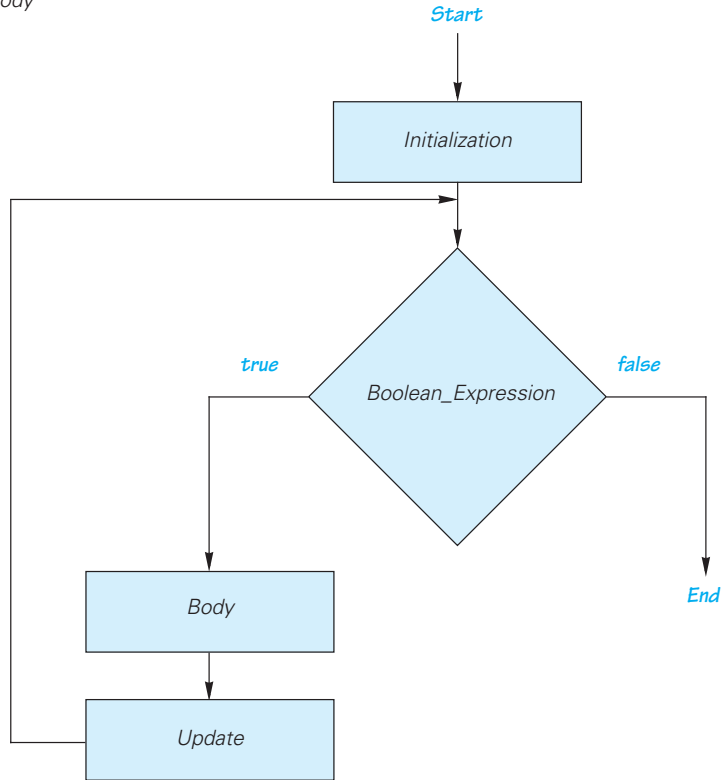 Start
Initialization
true
false
Boolean_Expression
Body
End
Update